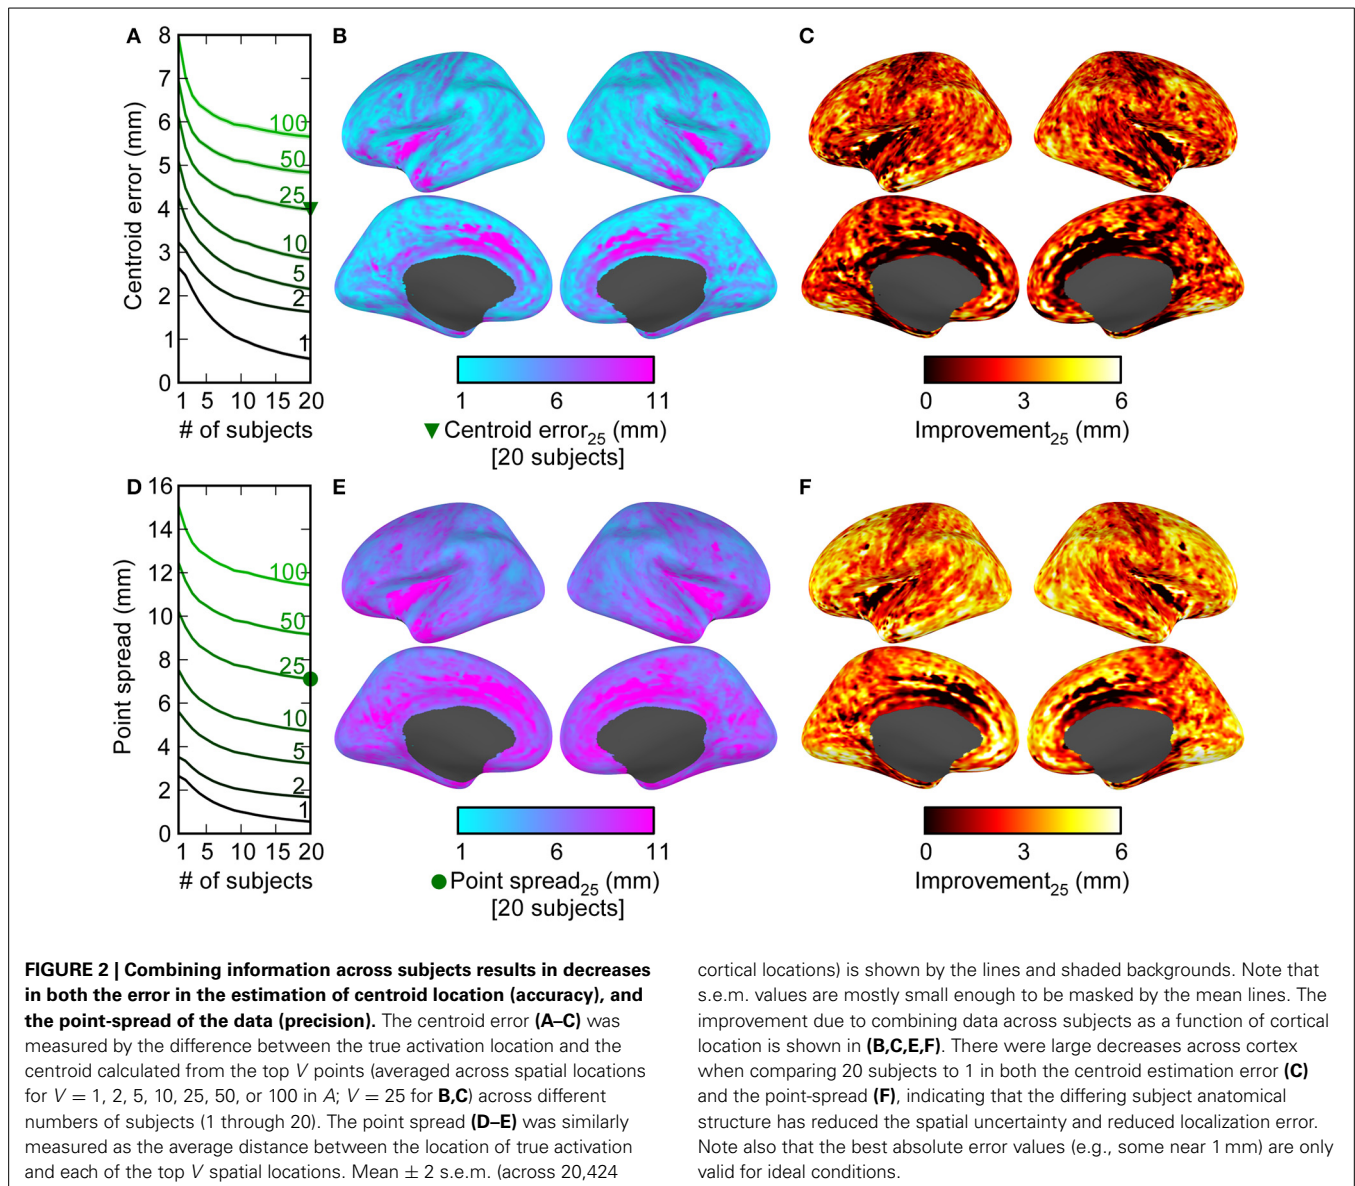 A
B
C
8
7
6
5
4
3
2
1
0
Centroid error (mm)
100
50
25
10
5
2
1
1 5 10 15 20
# of subjects
1 6 11
▼ Centroid error25 (mm)
[20 subjects]
0 3 6
Improvement25 (mm)
D
E
F
16
14
12
10
8
6
4
2
0
Point spread (mm)
100
50
25
10
5
2
1
1 5 10 15 20
# of subjects
1 6 11
● Point spread25 (mm)
[20 subjects]
0 3 6
Improvement25 (mm)
FIGURE 2 | Combining information across subjects results in decreases
in both the error in the estimation of centroid location (accuracy), and
the point-spread of the data (precision). The centroid error (A–C) was
measured by the difference between the true activation location and the
centroid calculated from the top V points (averaged across spatial locations
for V = 1, 2, 5, 10, 25, 50, or 100 in A; V = 25 for B,C) across different
numbers of subjects (1 through 20). The point spread (D–E) was similarly
measured as the average distance between the location of true activation
and each of the top V spatial locations. Mean ± 2 s.e.m. (across 20,424
cortical locations) is shown by the lines and shaded backgrounds. Note that
s.e.m. values are mostly small enough to be masked by the mean lines. The
improvement due to combining data across subjects as a function of cortical
location is shown in (B,C,E,F). There were large decreases across cortex
when comparing 20 subjects to 1 in both the centroid estimation error (C)
and the point-spread (F), indicating that the differing subject anatomical
structure has reduced the spatial uncertainty and reduced localization error.
Note also that the best absolute error values (e.g., some near 1 mm) are only
valid for ideal conditions.